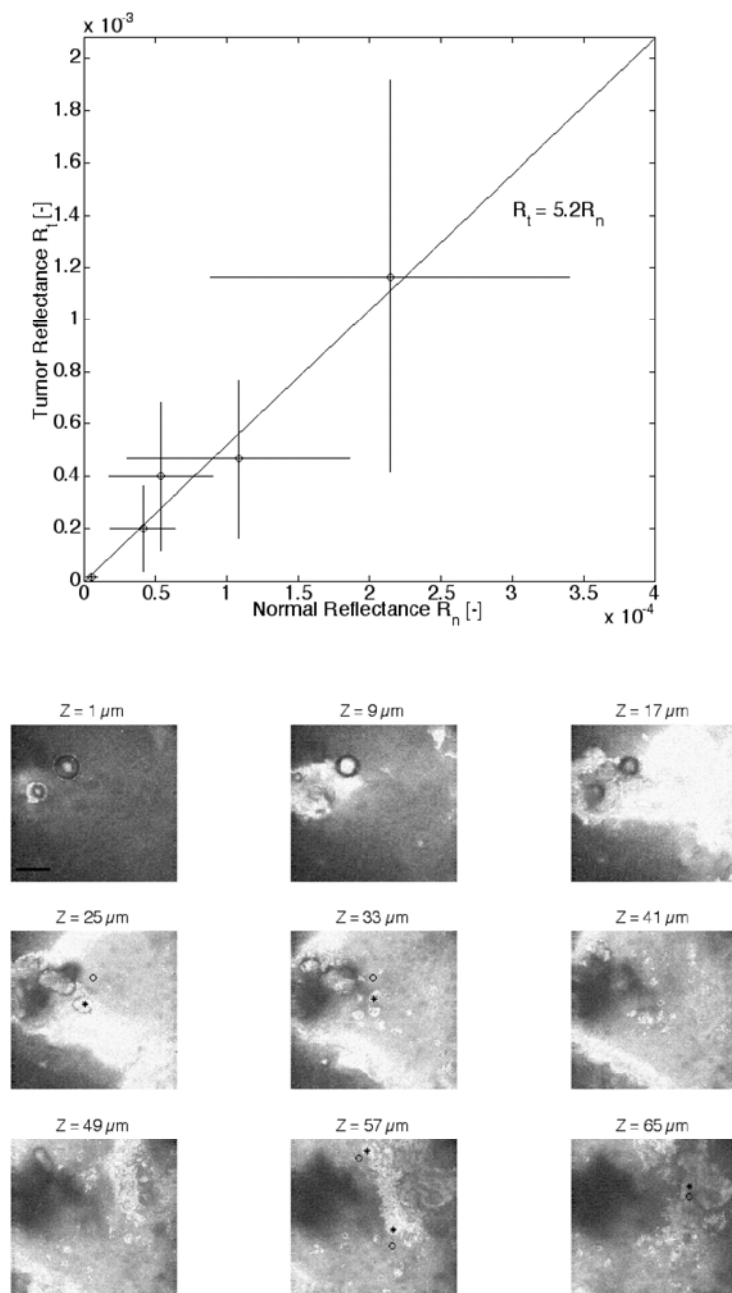 x 10^-3
2
1.8
1.6
1.4
1.2
1
0.8
0.6
0.4
0.2
0
Tumor Reflectance R_t [-]
R_t = 5.2R_n
0 0.5 1 1.5 2 2.5 3 3.5 4
Normal Reflectance R_n [-]
x 10^-4
Z = 1 µm Z = 9 µm Z = 17 µm
Z = 25 µm Z = 33 µm Z = 41 µm
Z = 49 µm Z = 57 µm Z = 65 µm